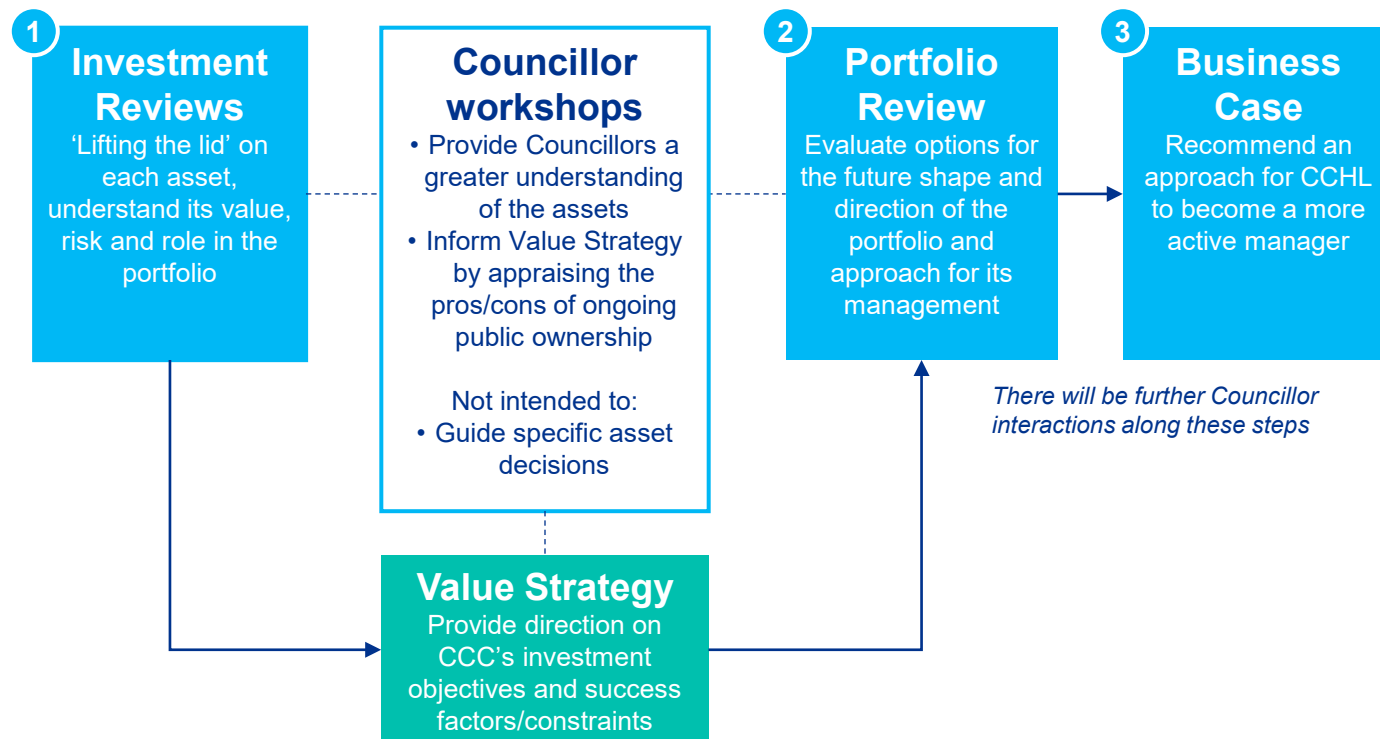 1
Investment
Reviews
‘Lifting the lid’ on
each asset,
understand its value,
risk and role in the
portfolio
Councillor
workshops
• Provide Councillors a
greater understanding
of the assets
• Inform Value Strategy
by appraising the
pros/cons of ongoing
public ownership
Not intended to:
• Guide specific asset
decisions
2
Portfolio
Review
Evaluate options for
the future shape and
direction of the
portfolio and
approach for its
management
3
Business
Case
Recommend an
approach for CCHL
to become a more
active manager
There will be further Councillor
interactions along these steps
Value Strategy
Provide direction on
CCC’s investment
objectives and success
factors/constraints